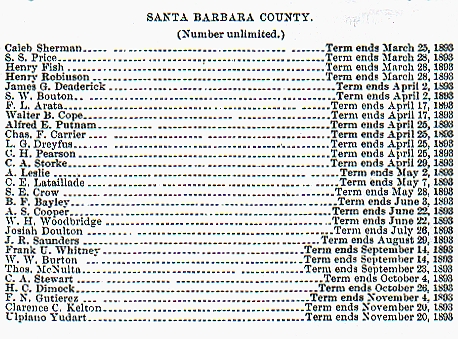 SANTA BARBARA COUNTY.
(Number unlimited.)
Caleb Sherman Term ends March 25, 1893
S. S. Price Term ends March 28, 1893
Henry Fish Term ends March 28, 1893
Henry Robinson Term ends March 28, 1893
James G. Deaderick Term ends April 2, 1893
S. W. Bouton Term ends April 2, 1893
F. L. Arata Term ends April 17, 1893
Walter B. Cope Term ends April 17, 1893
Alfred E. Putnam Term ends April 25, 1893
Chas. F. Carrier Term ends April 25, 1893
L. G. Dreyfus Term ends April 25, 1893
C. H. Pearson Term ends April 25, 1893
C. A. Storke Term ends April 29, 1893
A. Leslie Term ends May 2, 1893
C. E. Lataillade Term ends May 7, 1893
S. E. Crow Term ends May 28, 1893
B. F. Bayley Term ends June 3, 1893
A. S. Cooper Term ends June 22, 1893
W. H. Woodbridge Term ends June 22, 1893
Josiah Doulton Term ends July 26, 1893
J. R. Saunders Term ends August 29, 1893
Frank U. Whitney Term ends September 14, 1893
W. W. Burton Term ends September 14, 1893
Thos. McNulta Term ends September 23, 1893
C. A. Stewart Term ends October 4, 1893
H. C. Dimock Term ends October 26, 1893
F. N. Gutierez Term ends November 4, 1893
Clarence C. Kelton Term ends November 20, 1893
Ulpiano Yudart Term ends November 20, 1893